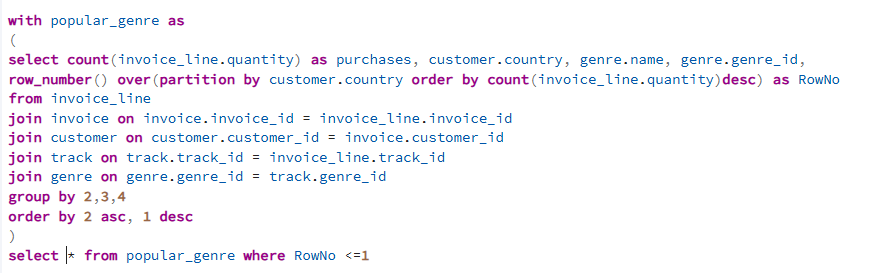 with popular_genre as
(
select count(invoice_line.quantity) as purchases, customer.country, genre.name, genre.genre_id,
row_number() over(partition by customer.country order by count(invoice_line.quantity)desc) as RowNo
from invoice_line
join invoice on invoice.invoice_id = invoice_line.invoice_id
join customer on customer.customer_id = invoice.customer_id
join track on track.track_id = invoice_line.track_id
join genre on genre.genre_id = track.genre_id
group by 2,3,4
order by 2 asc, 1 desc
)
select * from popular_genre where RowNo <=1